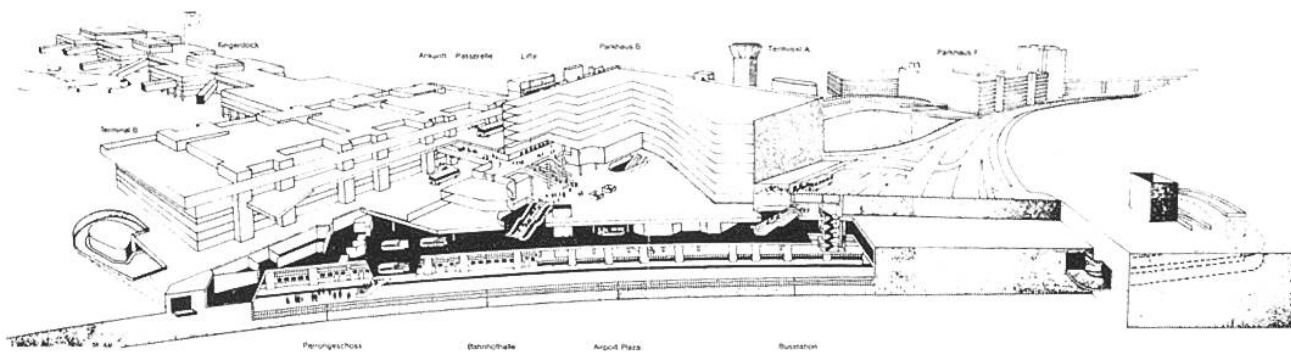 Fingerdock
Ankunft Passerelle Lifte Parkhaus B Terminal A Parkhaus F
Terminal B
Perrongeschoss Bahnhofhalle Airport Plaza Busstation